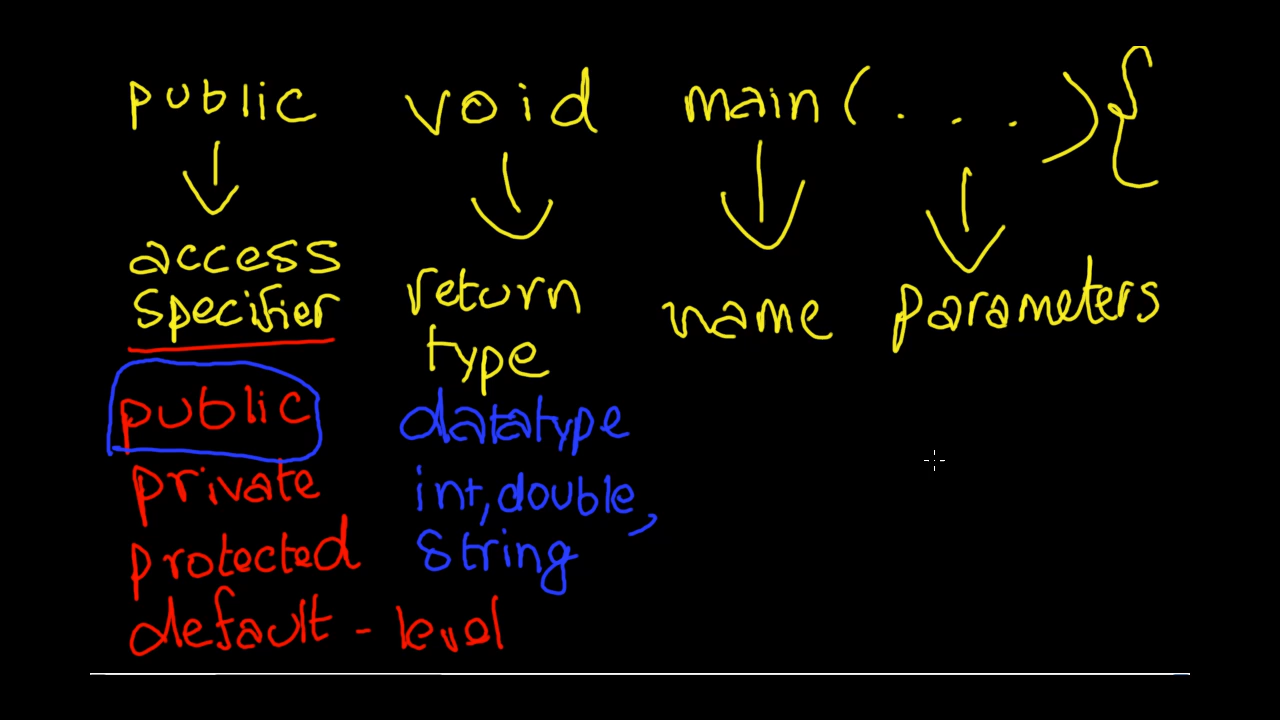 public void main ( . . . ) {
access specifier
return type
name
parameters
public
private
protected
default - level
datatype
int, double,
String